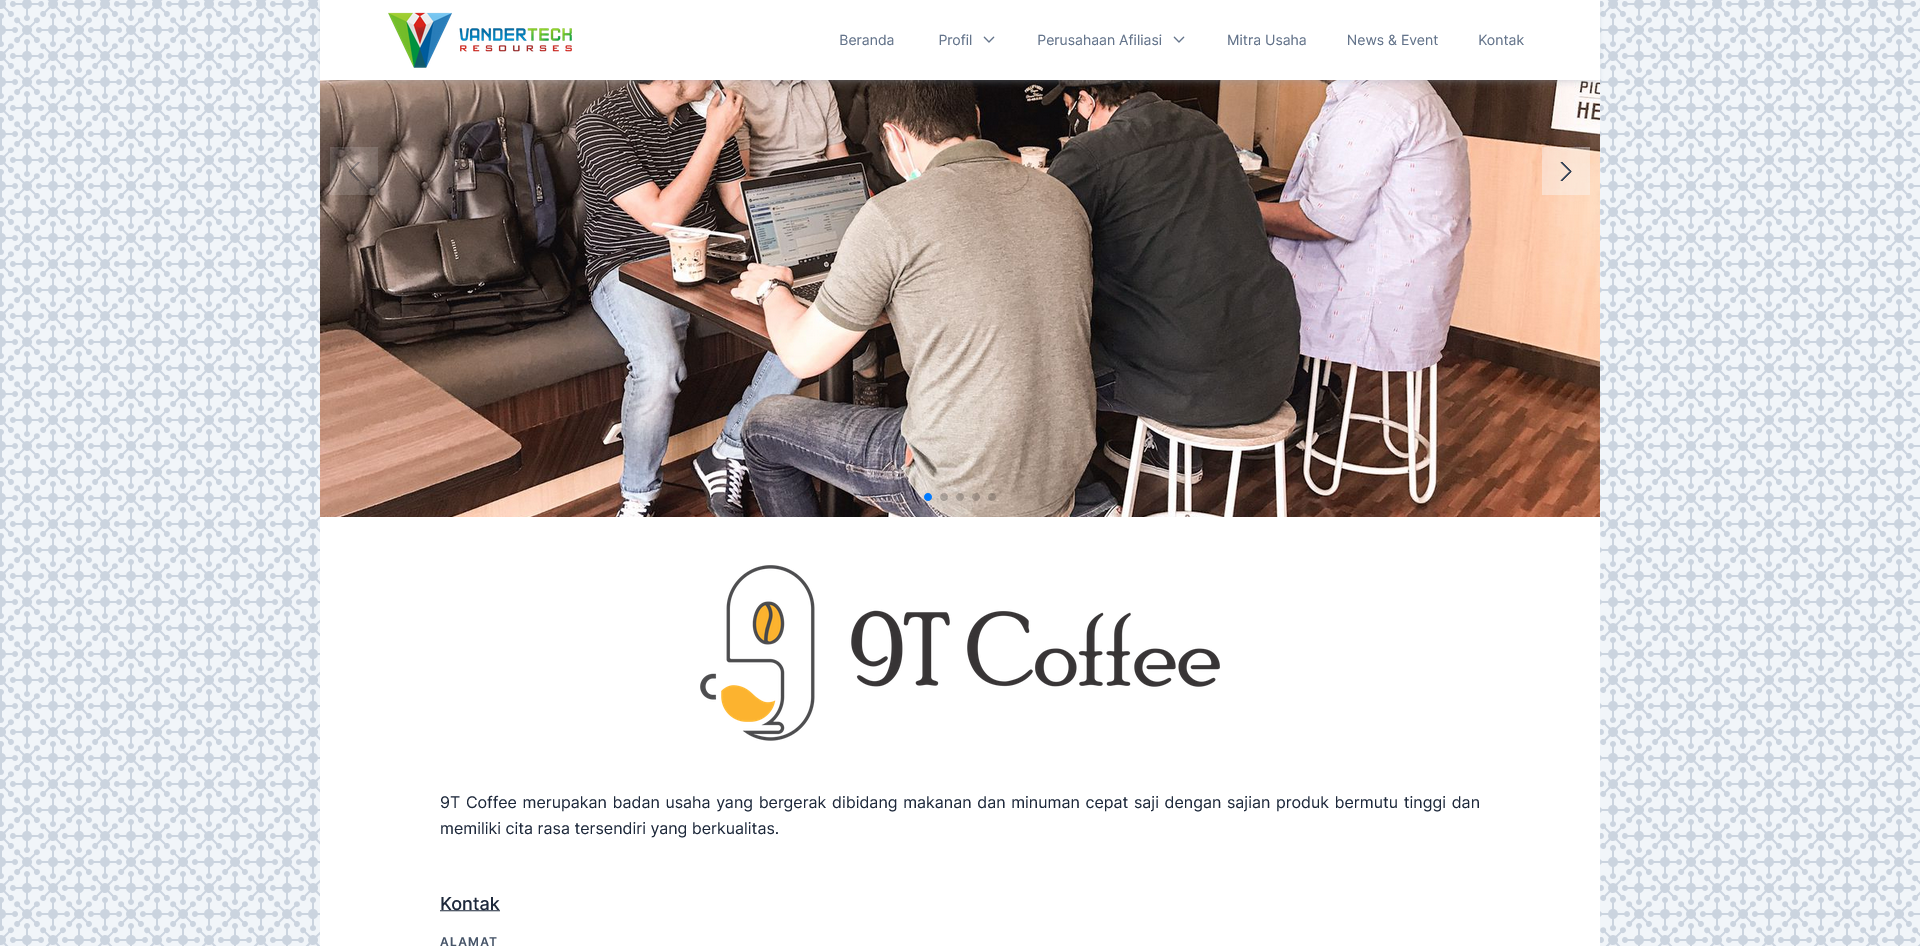 VANDERTECH
RESOURSES
Beranda
Profil
Perusahaan Afiliasi
Mitra Usaha
News & Event
Kontak
PIC
HE
9T Coffee
9T Coffee merupakan badan usaha yang bergerak dibidang makanan dan minuman cepat saji dengan sajian produk bermutu tinggi dan
memiliki cita rasa tersendiri yang berkualitas.
Kontak
ALAMAT